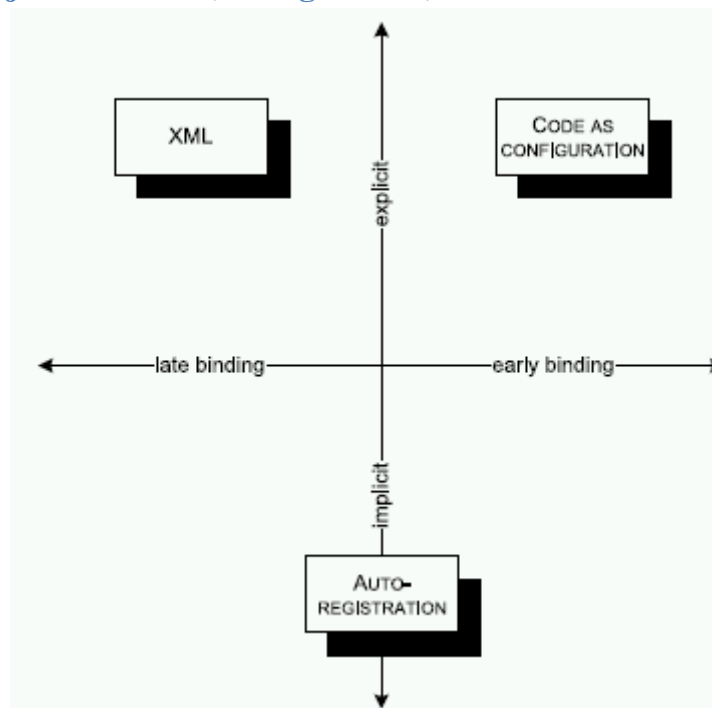 XML
CODE AS
CONFIGURATION
explicit
late binding
early binding
implicit
AUTO-
REGISTRATION